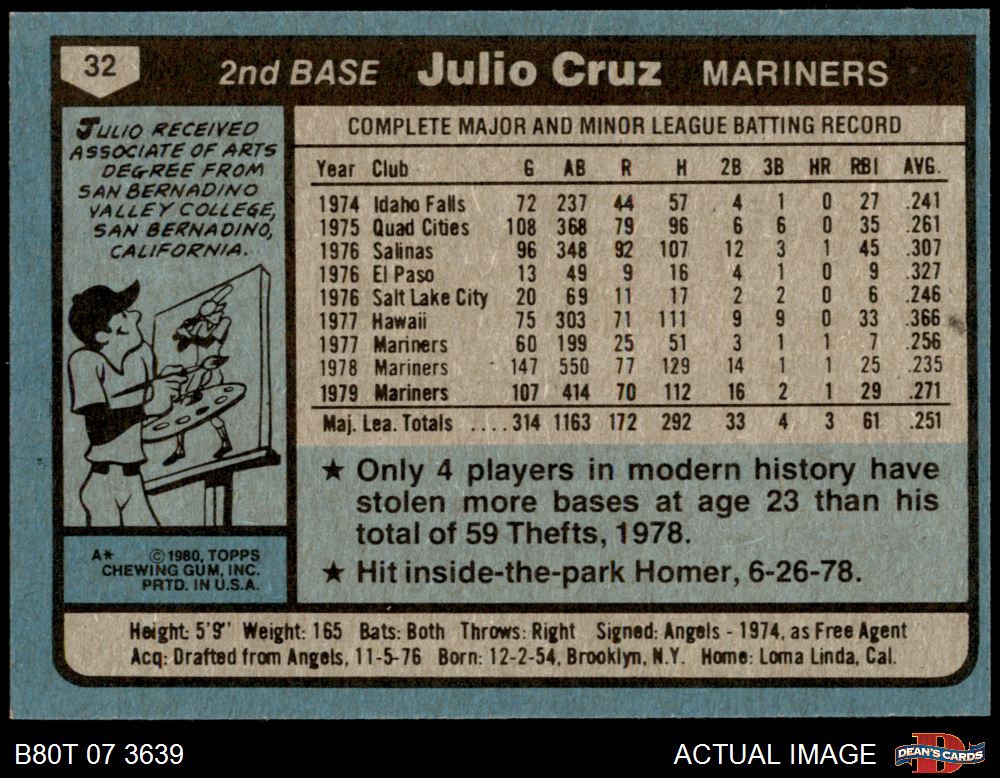 32 2nd BASE Julio Cruz MARINERS
JULIO RECEIVED
ASSOCIATE OF ARTS
DEGREE FROM
SAN BERNADINO
VALLEY COLLEGE,
SAN BERNADINO,
CALIFORNIA.
A* © 1980, TOPPS
CHEWING GUM, INC.
PRTD. IN U.S.A.
COMPLETE MAJOR AND MINOR LEAGUE BATTING RECORD
Year Club G AB R H 2B 3B HR RBI AVG.
1974 Idaho Falls 72 237 44 57 4 1 0 27 .241
1975 Quad Cities 108 368 79 96 6 6 0 35 .261
1976 Salinas 96 348 92 107 12 3 1 45 .307
1976 El Paso 13 49 9 16 4 1 0 9 .327
1976 Salt Lake City 20 69 11 17 2 2 0 6 .246
1977 Hawaii 75 303 71 111 9 9 0 33 .366
1977 Mariners 60 199 25 51 3 1 1 7 .256
1978 Mariners 147 550 77 129 14 1 1 25 .235
1979 Mariners 107 414 70 112 16 2 1 29 .271
Maj. Lea. Totals ....314 1163 172 292 33 4 3 61 .251
★ Only 4 players in modern history have
stolen more bases at age 23 than his
total of 59 Thefts, 1978.
★ Hit inside-the-park Homer, 6-26-78.
Height: 5'9" Weight: 165 Bats: Both Throws: Right Signed: Angels - 1974, as Free Agent
Acq: Drafted from Angels, 11-5-76 Born: 12-2-54, Brooklyn, N.Y. Home: Loma Linda, Cal.
B80T 07 3639 ACTUAL IMAGE DEAN'S CARDS